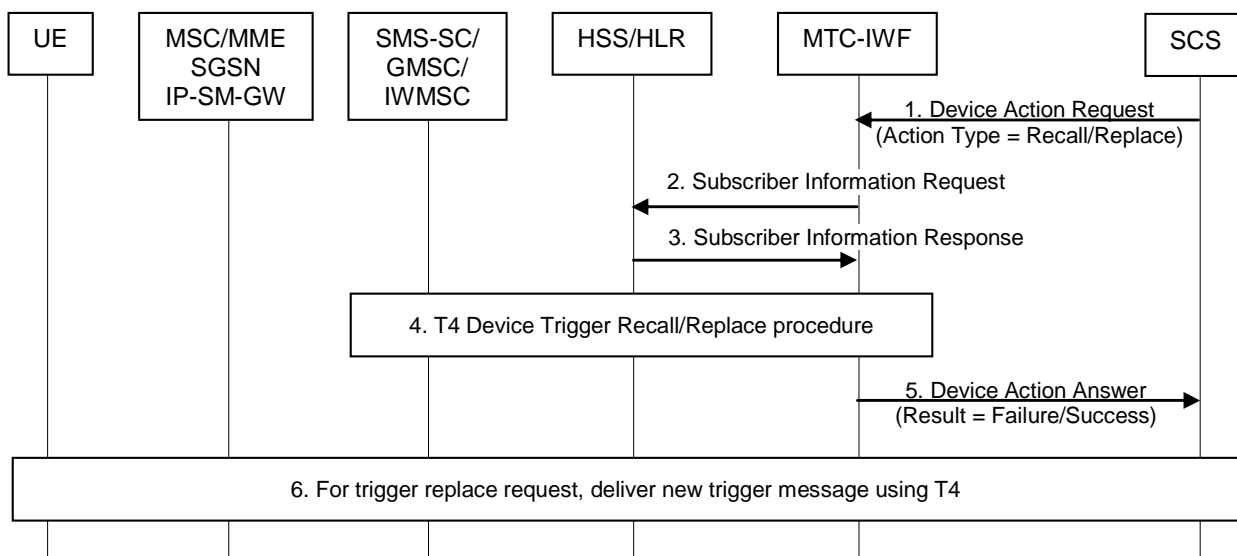 UE
MSC/MME
SGSN
IP-SM-GW
SMS-SC/
GMSC/
IWMSC
HSS/HLR
MTC-IWF
SCS
1. Device Action Request
(Action Type = Recall/Replace)
2. Subscriber Information Request
3. Subscriber Information Response
4. T4 Device Trigger Recall/Replace procedure
5. Device Action Answer
(Result = Failure/Success)
6. For trigger replace request, deliver new trigger message using T4